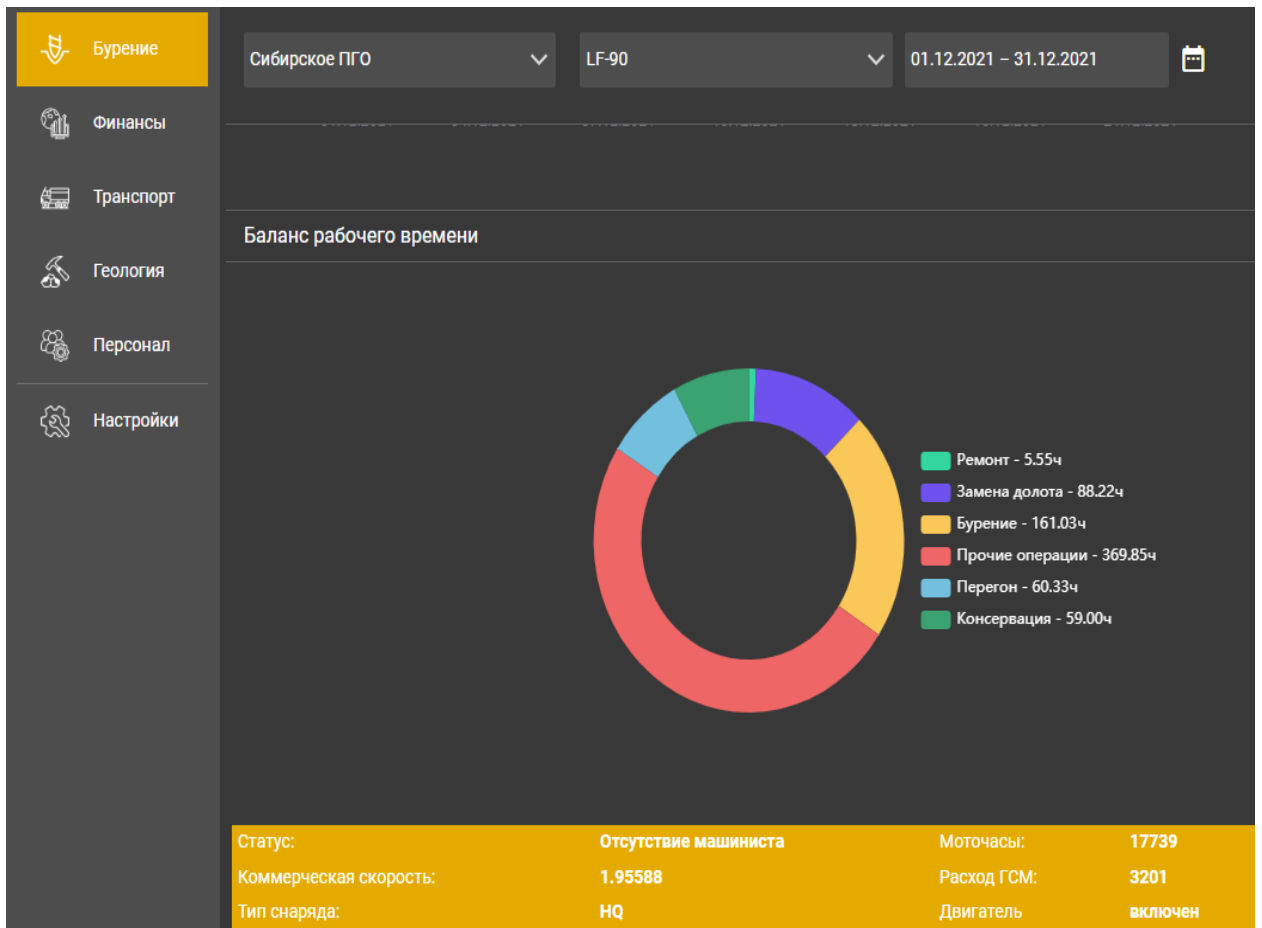 Бурение
Финансы
Транспорт
Геология
Персонал
Настройки
Сибирское ПГО
LF-90
01.12.2021 – 31.12.2021
Баланс рабочего времени
Ремонт - 5.55ч
Замена долота - 88.22ч
Бурение - 161.03ч
Прочие операции - 369.85ч
Перегон - 60.33ч
Консервация - 59.00ч
Статус: Отсутствие машиниста Моточасы: 17739
Коммерческая скорость: 1.95588 Расход ГСМ: 3201
Тип снаряда: HQ Двигатель включен